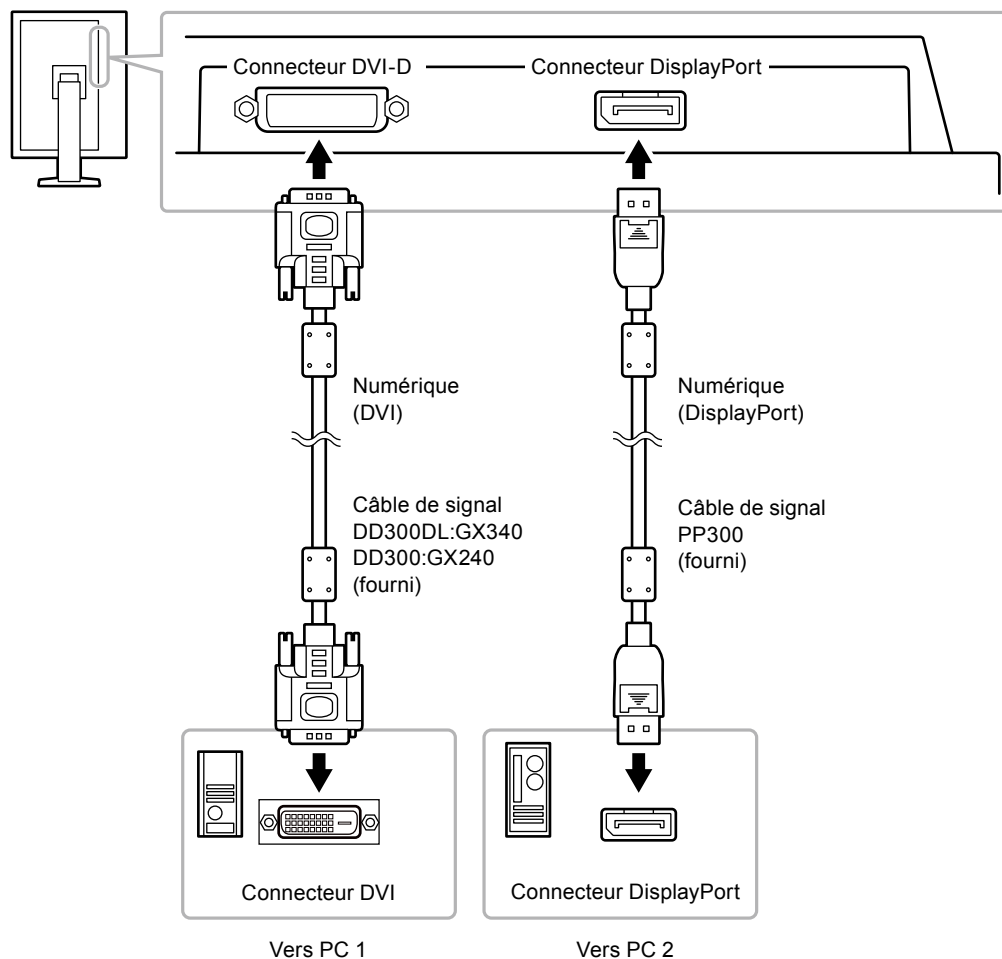 Connecteur DVI-D
Connecteur DisplayPort
Numérique
(DVI)
Numérique
(DisplayPort)
Câble de signal
DD300DL:GX340
DD300:GX240
(fourni)
Câble de signal
PP300
(fourni)
Connecteur DVI
Connecteur DisplayPort
Vers PC 1
Vers PC 2